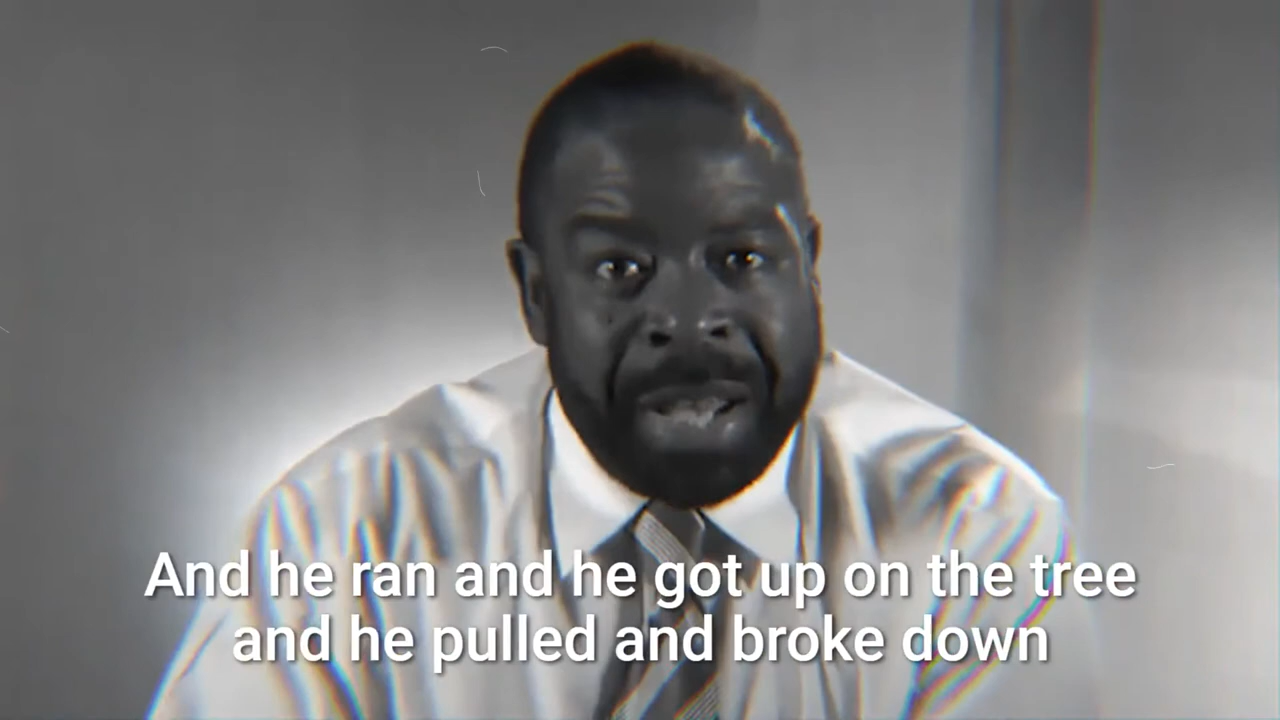 And he ran and he got up on the tree
and he pulled and broke down